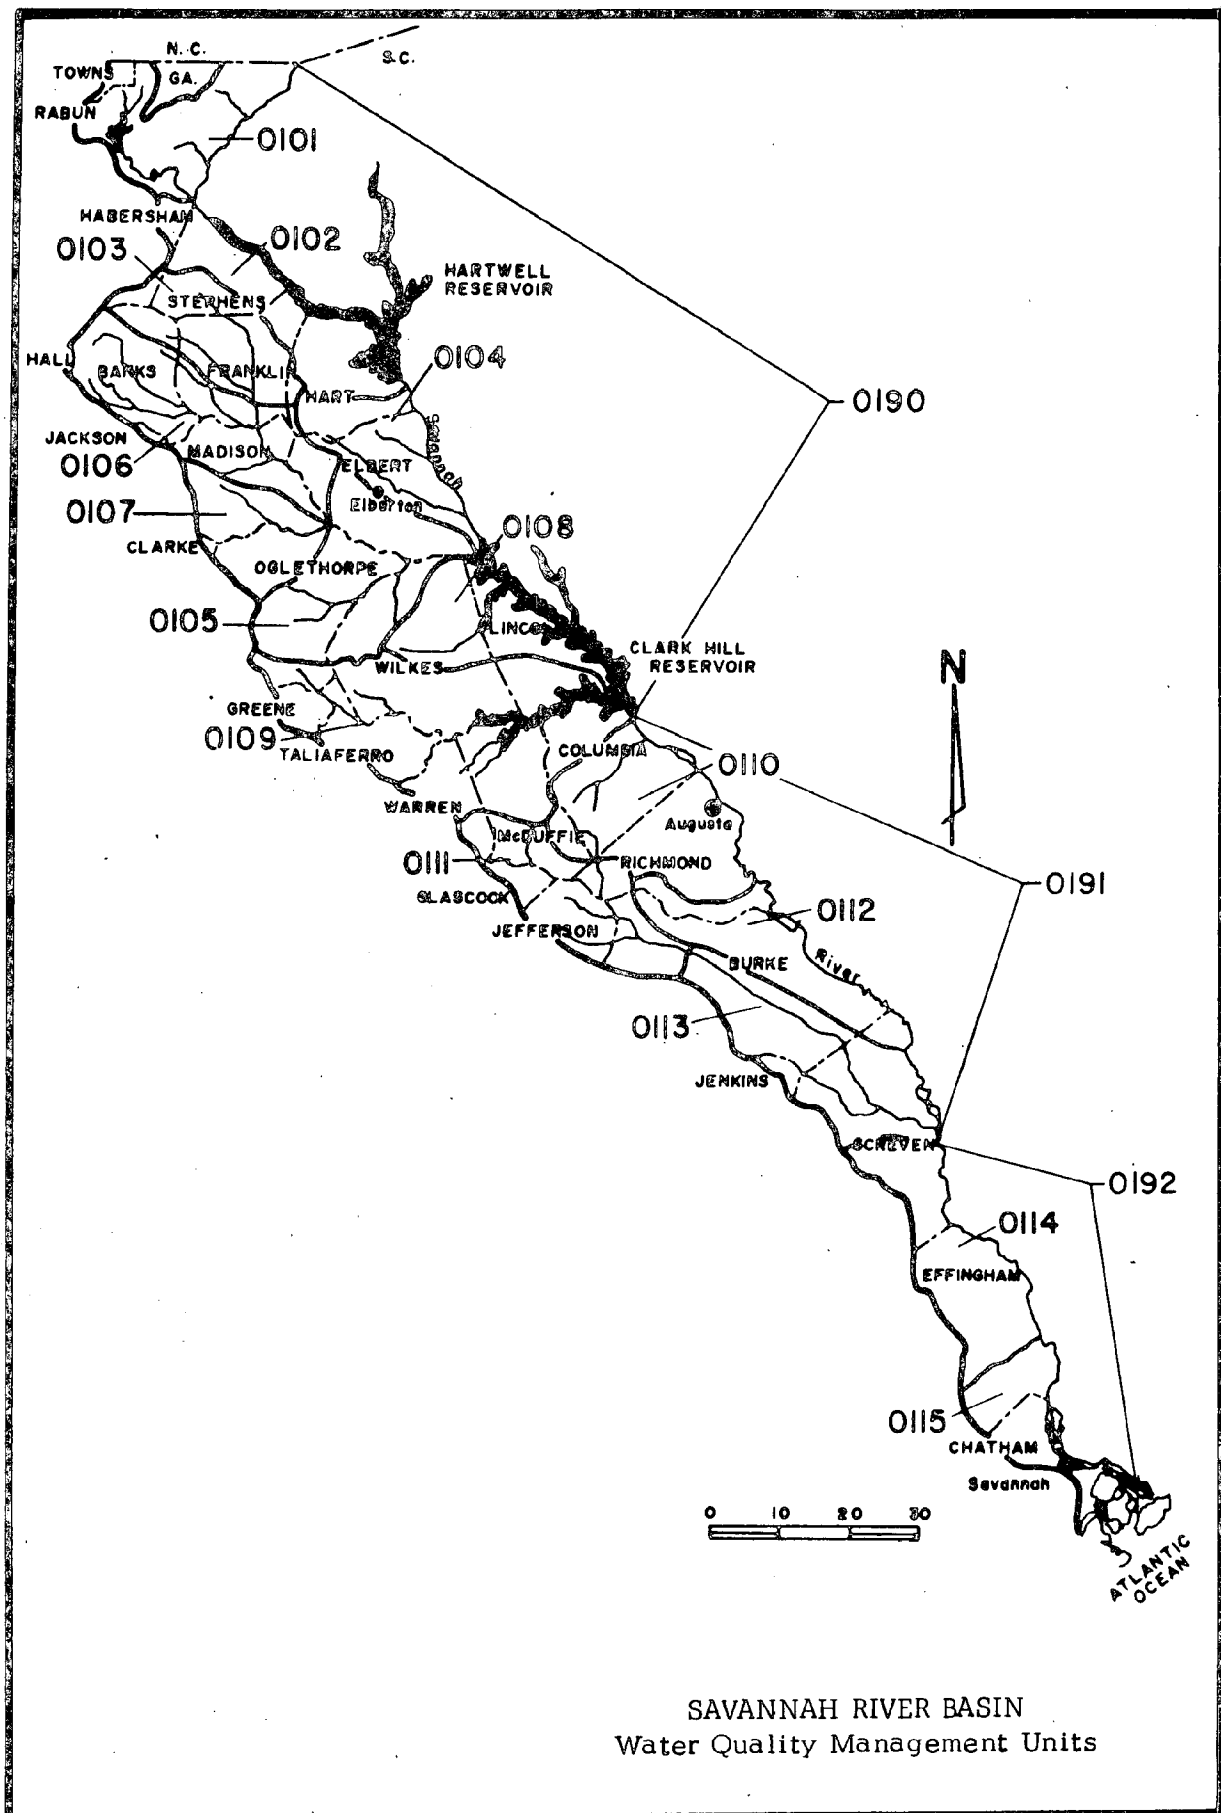 N.C.
S.C.
TOWNS
GA.
RABUN
0101
HABERSHAM
0102
0103
HARTWELL
RESERVOIR
STEPHENS
HALL
BANKS
FRANKLIN
0104
HART
0190
JACKSON
0106
MADISON
Savannah
ELBERT
Elberton
0107
0108
CLARKE
OGLETHORPE
0105
LINCO
CLARK HILL
RESERVOIR
WILKES
N
GREENE
0109
TALIAFERRO
COLUMBIA
0110
WARREN
Augusta
McDUFFIE
0111
RICHMOND
0191
GLASCOCK
0112
JEFFERSON
BURKE
River
0113
JENKINS
SCREVEN
0192
0114
EFFINGHAM
0115
CHATHAM
Savannah
0 10 20 30
ATLANTIC
OCEAN
SAVANNAH RIVER BASIN
Water Quality Management Units